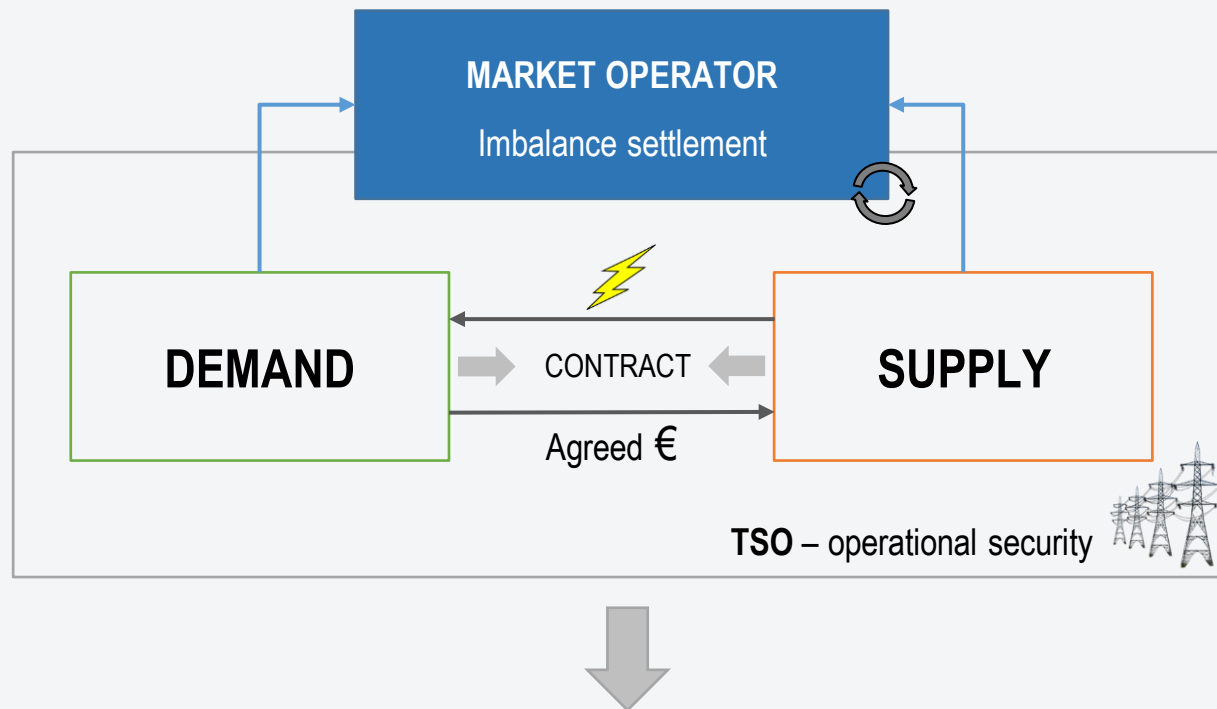 MARKET OPERATOR
Imbalance settlement
DEMAND
CONTRACT
SUPPLY
Agreed €
TSO – operational security